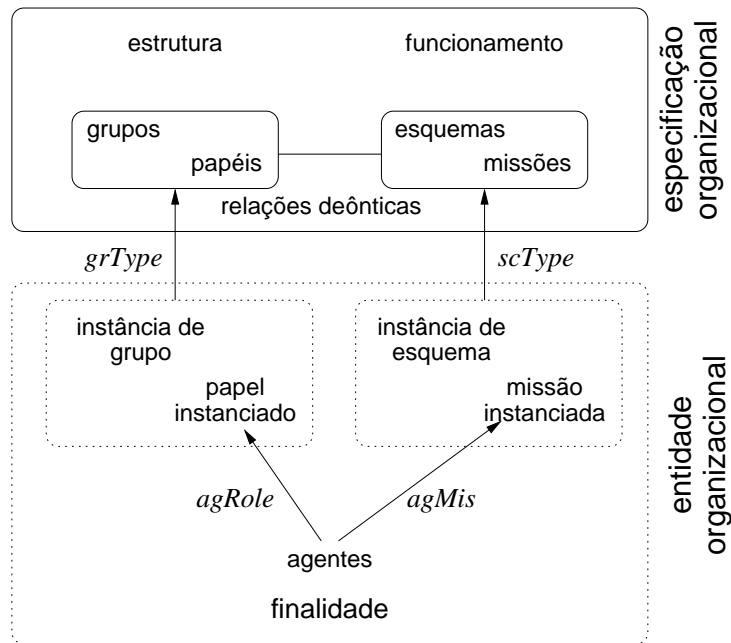 estrutura
funcionamento
grupos
papéis
esquemas
missões
relações deônticas
especificação
organizacional
grType
scType
instância de
grupo
papel
instanciado
instância de
esquema
missão
instanciada
agRole
agMis
agentes
finalidade
entidade
organizacional